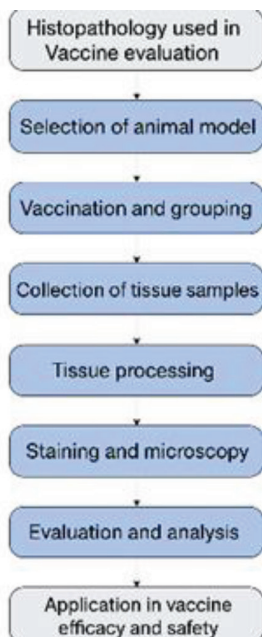 Histopathology used in
Vaccine evaluation
Selection of animal model
Vaccination and grouping
Collection of tissue samples
Tissue processing
Staining and microscopy
Evaluation and analysis
Application in vaccine
efficacy and safety